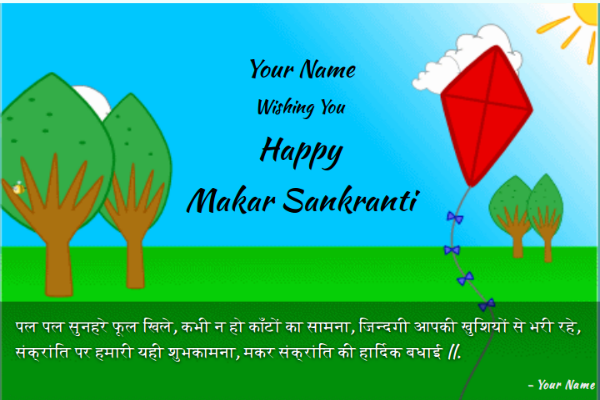 Your Name
Wishing You
Happy
Makar Sankranti
पल पल सुनहरे फूल खिले, कभी न हो काँटों का सामना, जिन्दगी आपकी खुशियों से भरी रहे,
संक्रांति पर हमारी यही शुभकामना, मकर संक्रांति की हार्दिक बधाई ||.
~ Your Name